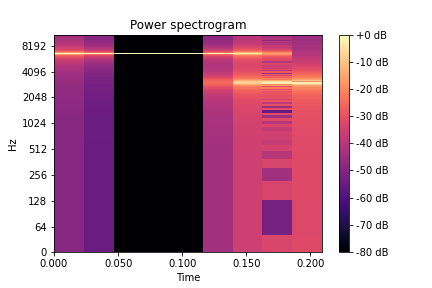 Power spectrogram
8192
4096
2048
1024
512
256
128
64
0
Hz
0.000 0.050 0.100 0.150 0.200
Time
+0 dB
-10 dB
-20 dB
-30 dB
-40 dB
-50 dB
-60 dB
-70 dB
-80 dB